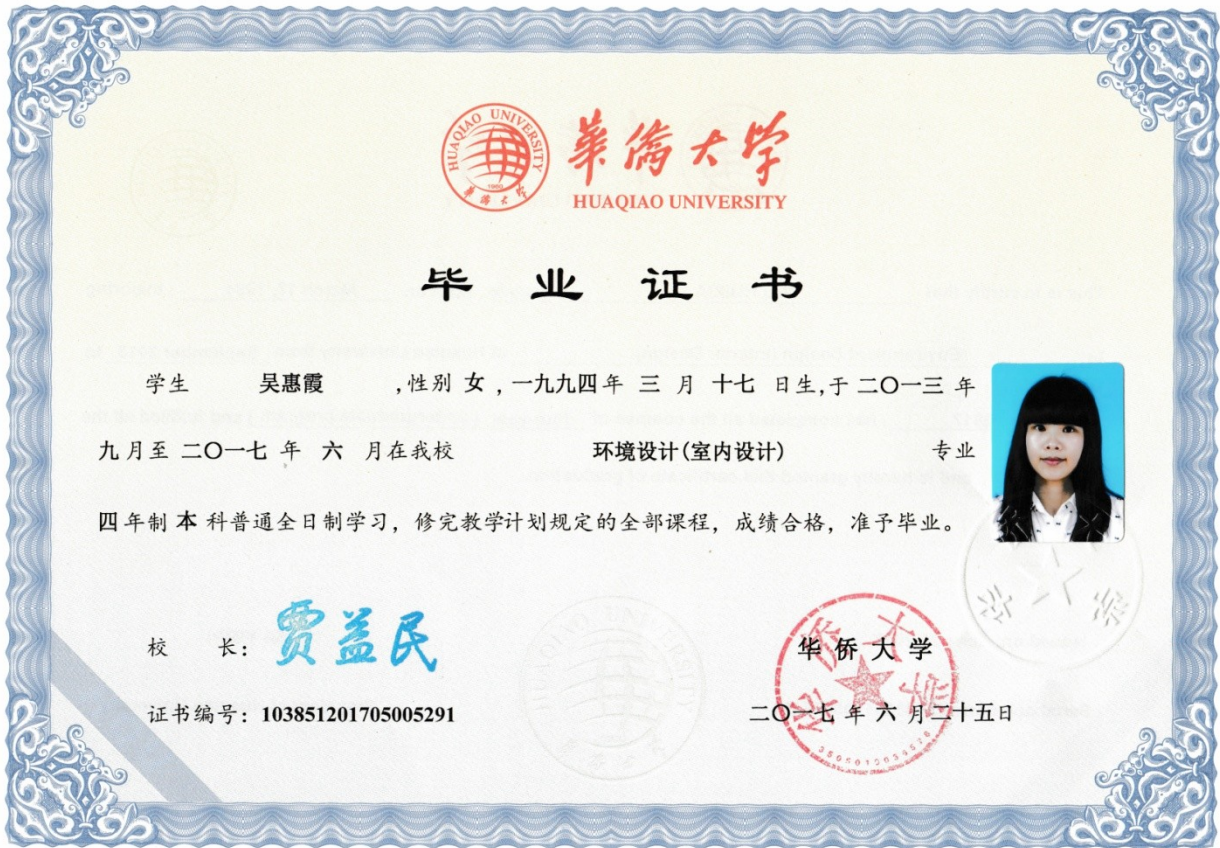 HUAQIAO UNIVERSITY
華僑大学
HUAQIAO UNIVERSITY
毕业证书
学生 吴惠霞 ,性别 女 ,一九九四年 三 月 十七 日生,于 二〇一三 年
九月至 二〇一七 年 六 月在我校 环境设计(室内设计) 专业
四年制 本 科普通全日制学习，修完教学计划规定的全部课程，成绩合格，准予毕业。
校 长: 贾益民
华侨大学
华侨大学
证书编号: 103851201705005291
二〇一七 年 六 月二十五日